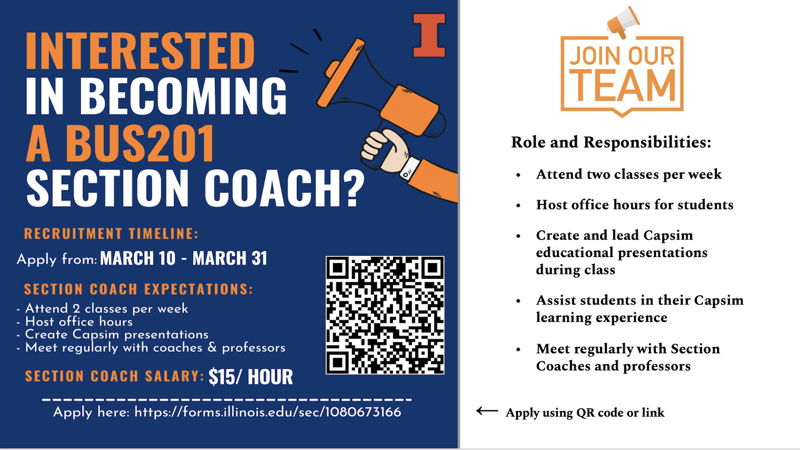 INTERESTED
IN BECOMING
A BUS201
SECTION COACH?
RECRUITMENT TIMELINE:
Apply from: MARCH 10 - MARCH 31
SECTION COACH EXPECTATIONS:
- Attend 2 classes per week
- Host office hours
- Create Capsim presentations
- Meet regularly with coaches & professors
SECTION COACH SALARY: $15/ HOUR
Apply here: https://forms.illinois.edu/sec/1080673166
JOIN OUR
TEAM
Role and Responsibilities:
• Attend two classes per week
• Host office hours for students
• Create and lead Capsim
educational presentations
during class
• Assist students in their Capsim
learning experience
• Meet regularly with Section
Coaches and professors
← Apply using QR code or link